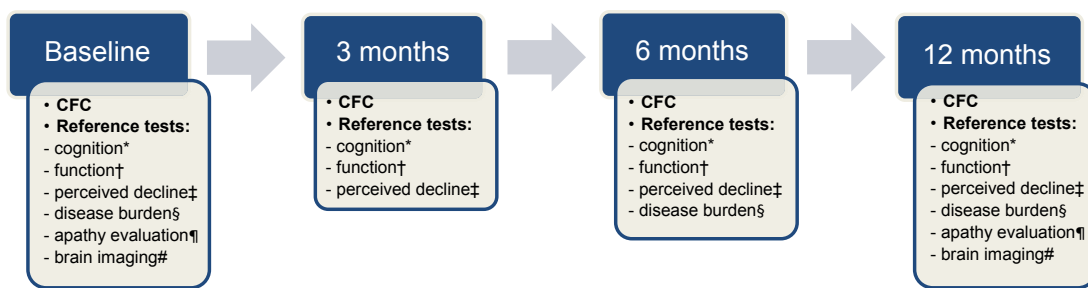 Baseline
• CFC
• Reference tests:
- cognition*
- function†
- perceived decline‡
- disease burden§
- apathy evaluation¶
- brain imaging#
3 months
• CFC
• Reference tests:
- cognition*
- function†
- perceived decline‡
6 months
• CFC
• Reference tests:
- cognition*
- function†
- perceived decline‡
- disease burden§
12 months
• CFC
• Reference tests:
- cognition*
- function†
- perceived decline‡
- disease burden§
- apathy evaluation¶
- brain imaging#